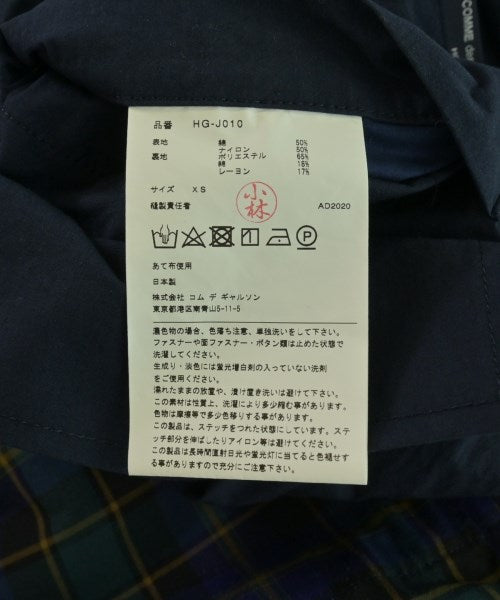 COMME des
品番 HG-J010
表地 綿 50%
ナイロン 50%
裏地 ポリエステル 65%
綿 18%
レーヨン 17%
サイズ XS
小林
縫製責任者 AD2020
あて布使用
日本製
株式会社 コム デ ギャルソン
東京都港区南青山5-11-5
濃色物の場合、色落ち注意、単独洗いをして下さい。
ファスナーや面ファスナー・ボタン類は止めた状態で
洗濯してください。
生成り・淡色には蛍光増白剤の入っていない洗剤
をご使用ください。
濡れたままの放置や、漬け置き洗いは避けて下さい。
この素材は性質上、洗濯により多少縮む事があります。
他色物は摩擦等で多少色移りする事があります。
この製品は、ステッチをつれた状態にしています。ステ
ッチ部分を伸ばしたりアイロン等は避けてください。
この製品は長時間直射日光や蛍光灯に当てると色褪せす
る事がありますので充分にご注意下さい。